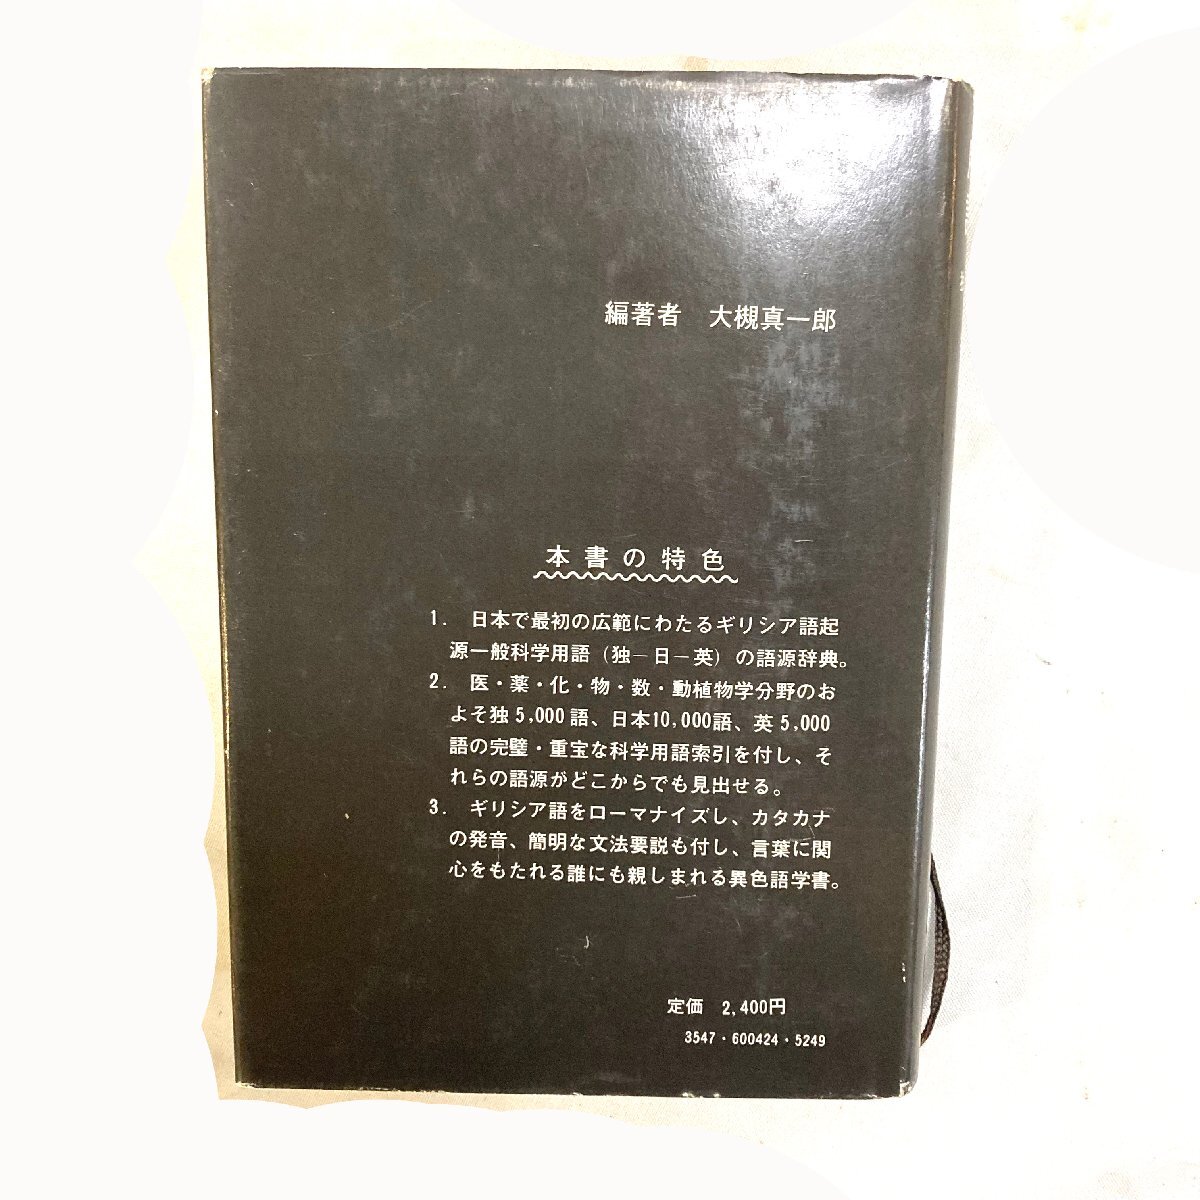 編著者　大槻真一郎
本書の特色
1.　日本で最初の広範にわたるギリシア語起
源一般科学用語（独－日－英）の語源辞典。
2.　医・薬・化・物・数・動植物学分野のお
よそ独5,000語、日本10,000語、英5,000
語の完璧・重宝な科学用語索引を付し、そ
れらの語源がどこからでも見出せる。
3.　ギリシア語をローマナイズし、カタカナ
の発音、簡明な文法要説も付し、言葉に関
心をもたれる誰にも親しまれる異色語学書。
定価　2,400円
3547・600424・5249